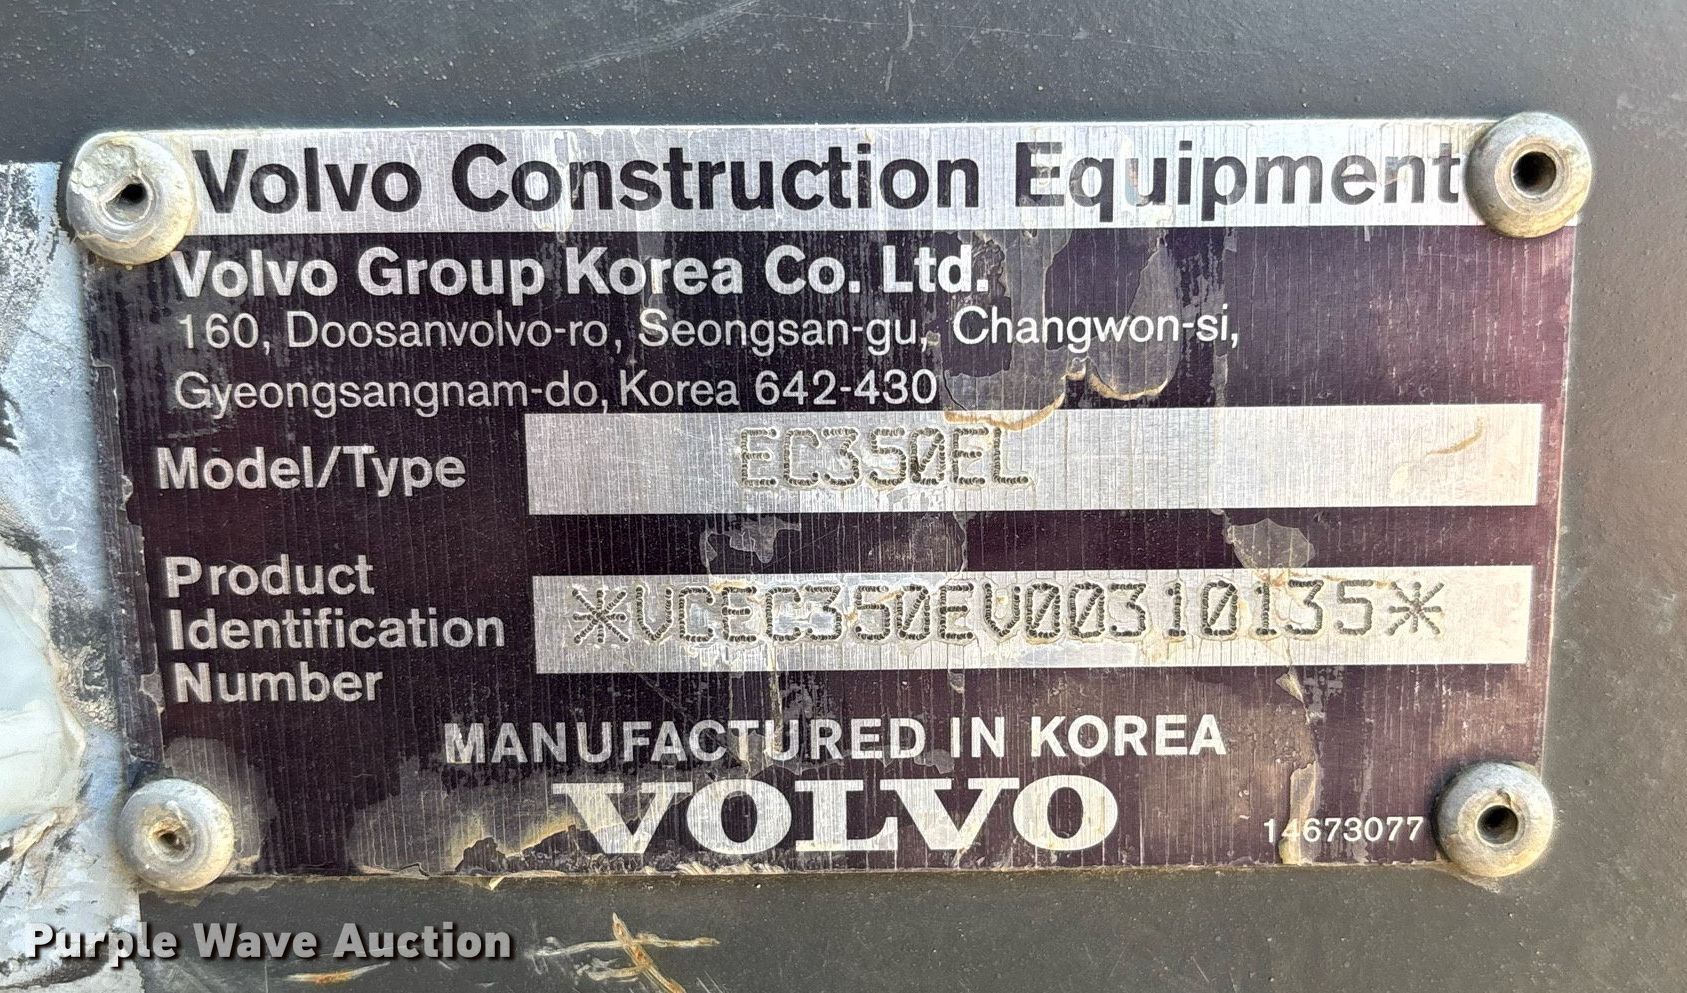 Volvo Construction Equipment
Volvo Group Korea Co. Ltd.
160, Doosanvolvo-ro, Seongsan-gu, Changwon-si,
Gyeongsangnam-do, Korea 642-430
Model/Type EC350EL
Product
Identification
Number
*VCEC350EV00310135*
MANUFACTURED IN KOREA
VOLVO
14673077
Purple Wave Auction